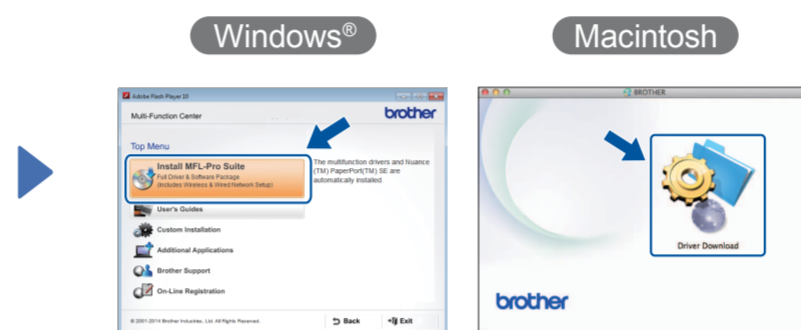 Windows®
Macintosh
Adobe Flash Player 10
Multi-Function Center
brother
Top Menu
Install MFL-Pro Suite
Full Driver & Software Package
(Includes Wireless & Wired Network Setup)
The multifunction drivers and Nuance
(TM) PaperPort(TM) SE are
automatically installed.
User's Guides
Custom Installation
Additional Applications
Brother Support
On-Line Registration
© 2001-2014 Brother Industries, Ltd. All Rights Reserved.
Back
Exit
BROTHER
Driver Download
brother